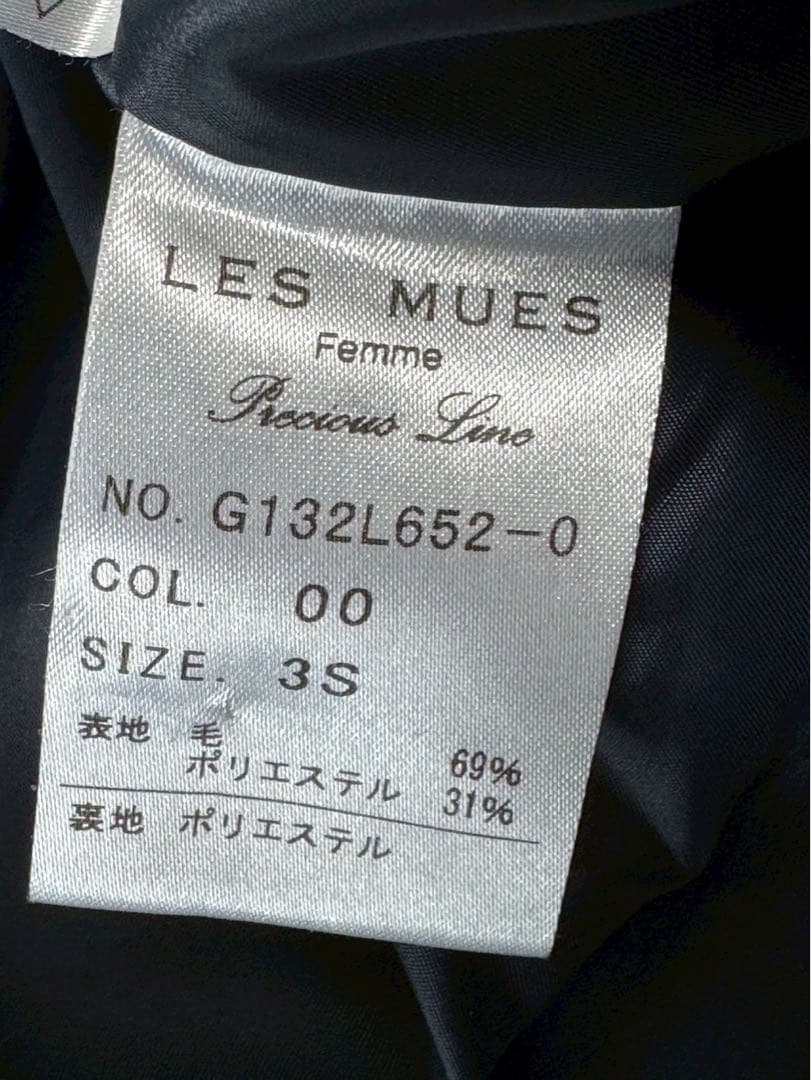 LES MUES
Femme
Precious Line
NO. G132L652-0
COL. 00
SIZE. 3S
表地 毛 69%
ポリエステル 31%
裏地 ポリエステル